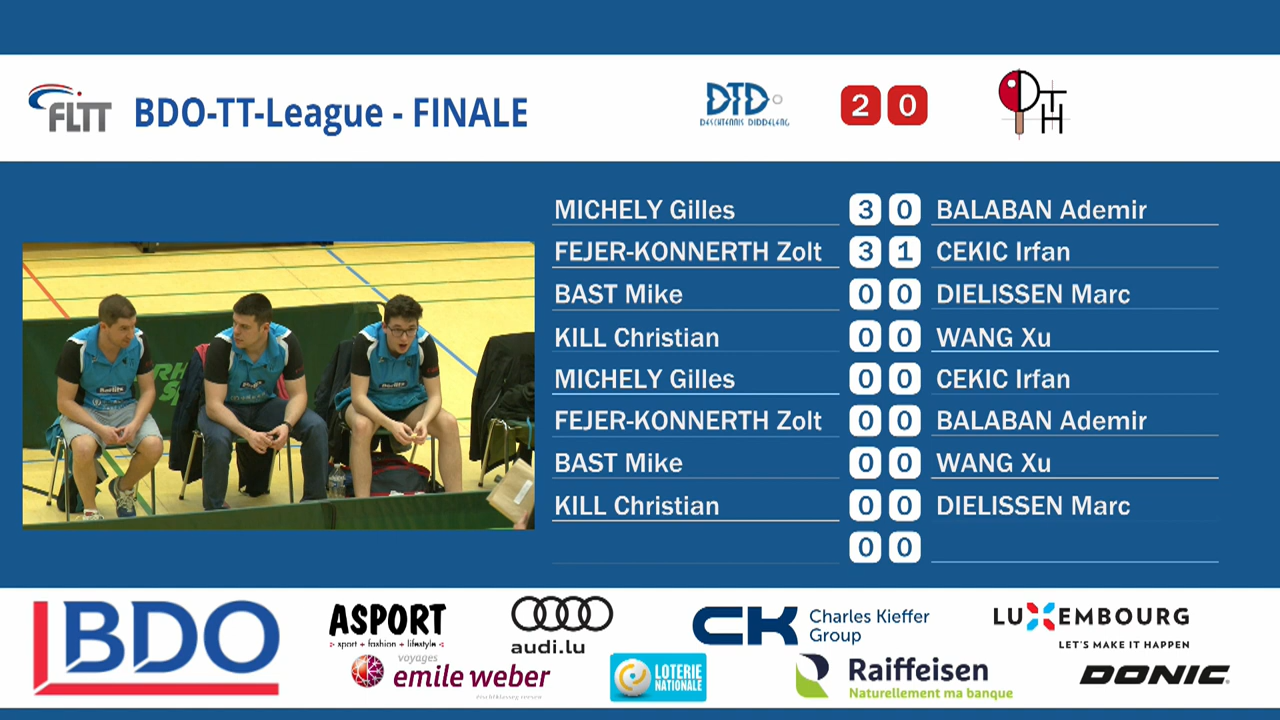 FLTT
BDO-TT-League - FINALE
DTD
DESCHTENNIS DIDDELENG
2 0
DTH
MICHELY Gilles 3 0 BALABAN Ademir
FEJER-KONNERTH Zolt 3 1 CEKIC Irfan
BAST Mike 0 0 DIELISSEN Marc
KILL Christian 0 0 WANG Xu
MICHELY Gilles 0 0 CEKIC Irfan
FEJER-KONNERTH Zolt 0 0 BALABAN Ademir
BAST Mike 0 0 WANG Xu
KILL Christian 0 0 DIELISSEN Marc
0 0
BDO
ASPORT
sport + fashion + lifestyle
audi.lu
CK Charles Kieffer
Group
LUXEMBOURG
LET'S MAKE IT HAPPEN
voyages
emile weber
LOTERIE
NATIONALE
Raiffeisen
Naturellement ma banque
DONIC